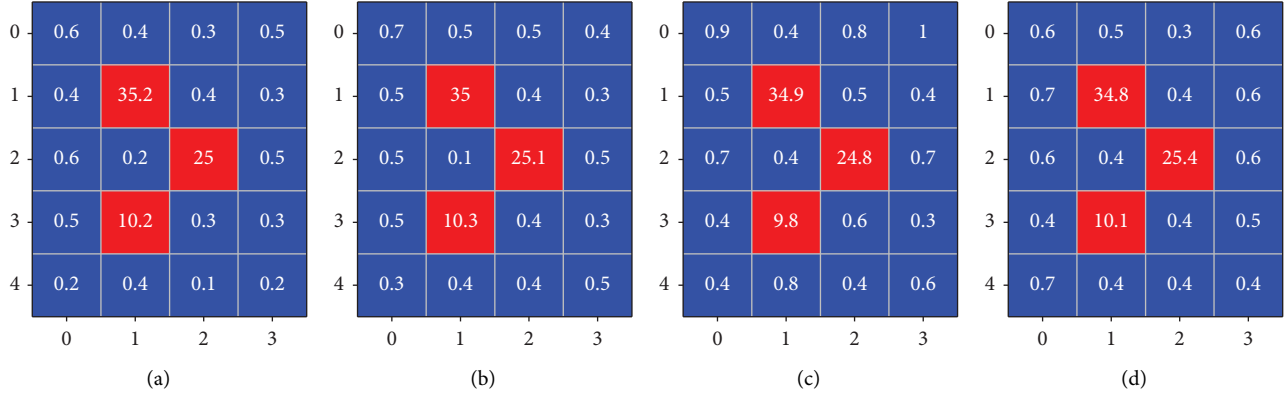 0 0.6 0.4 0.3 0.5
1 0.4 35.2 0.4 0.3
2 0.6 0.2 25 0.5
3 0.5 10.2 0.3 0.3
4 0.2 0.4 0.1 0.2
0 1 2 3
(a)
0 0.7 0.5 0.5 0.4
1 0.5 35 0.4 0.3
2 0.5 0.1 25.1 0.5
3 0.5 10.3 0.4 0.3
4 0.3 0.4 0.4 0.5
0 1 2 3
(b)
0 0.9 0.4 0.8 1
1 0.5 34.9 0.5 0.4
2 0.7 0.4 24.8 0.7
3 0.4 9.8 0.6 0.3
4 0.4 0.8 0.4 0.6
0 1 2 3
(c)
0 0.6 0.5 0.3 0.6
1 0.7 34.8 0.4 0.6
2 0.6 0.4 25.4 0.6
3 0.4 10.1 0.4 0.5
4 0.7 0.4 0.4 0.4
0 1 2 3
(d)